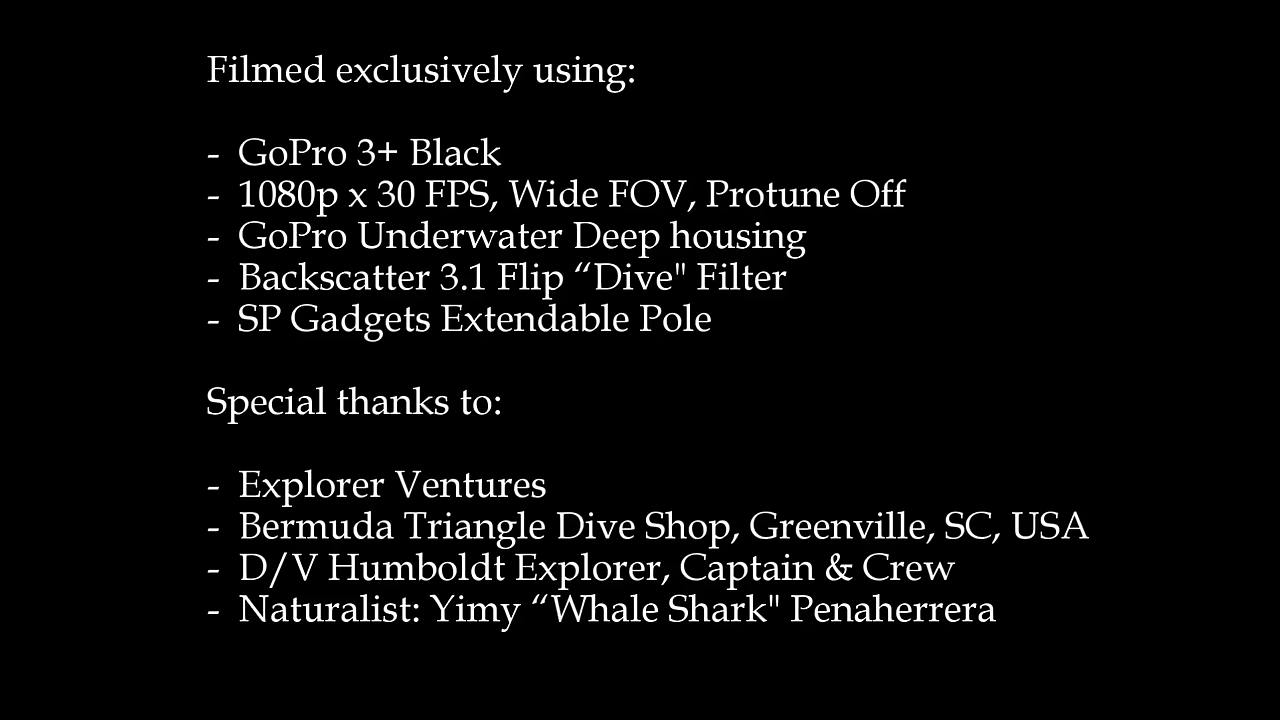 Filmed exclusively using:
- GoPro 3+ Black
- 1080p x 30 FPS, Wide FOV, Protune Off
- GoPro Underwater Deep housing
- Backscatter 3.1 Flip “Dive" Filter
- SP Gadgets Extendable Pole
Special thanks to:
- Explorer Ventures
- Bermuda Triangle Dive Shop, Greenville, SC, USA
- D/V Humboldt Explorer, Captain & Crew
- Naturalist: Yimy “Whale Shark" Penaherrera